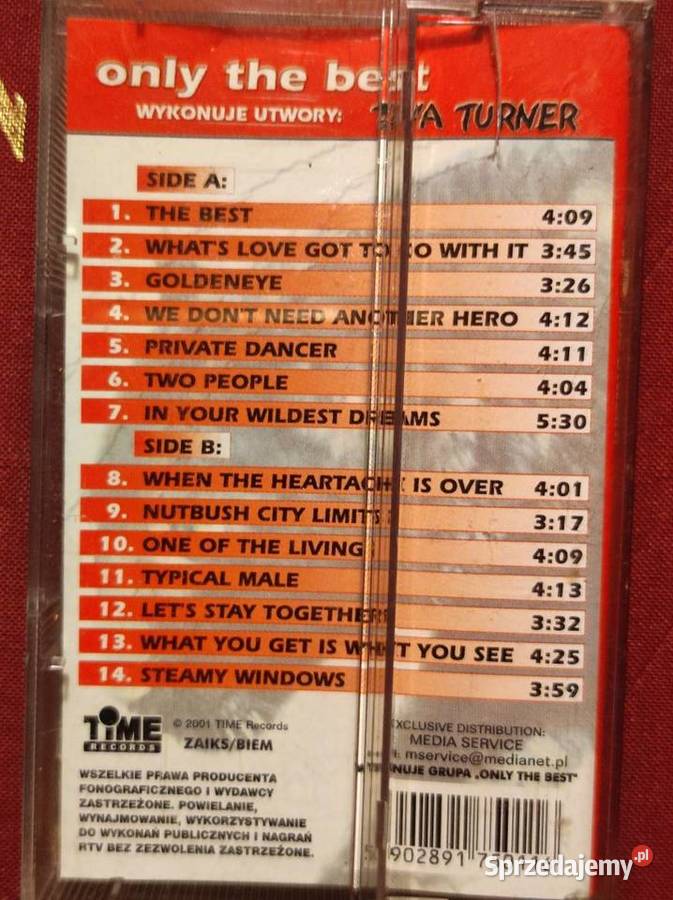 only the best
WYKONUJE UTWORY: TINA TURNER
SIDE A:
1. THE BEST 4:09
2. WHAT'S LOVE GOT TO DO WITH IT 3:45
3. GOLDENEYE 3:26
4. WE DON'T NEED ANOTHER HERO 4:12
5. PRIVATE DANCER 4:11
6. TWO PEOPLE 4:04
7. IN YOUR WILDEST DREAMS 5:30
SIDE B:
8. WHEN THE HEARTACHE IS OVER 4:01
9. NUTBUSH CITY LIMITS 3:17
10. ONE OF THE LIVING 4:09
11. TYPICAL MALE 4:13
12. LET'S STAY TOGETHER 3:32
13. WHAT YOU GET IS WHAT YOU SEE 4:25
14. STEAMY WINDOWS 3:59
TIME
RECORDS
© 2001 TIME Records
ZAIKS/BIEM
EXCLUSIVE DISTRIBUTION:
MEDIA SERVICE
mservice@medianet.pl
WYKONUJE GRUPA „ONLY THE BEST"
WSZELKIE PRAWA PRODUCENTA
FONOGRAFICZNEGO I WYDAWCY
ZASTRZEŻONE. POWIELANIE,
WYNAJMOWANIE, WYKORZYSTYWANIE
DO WYKONAŃ PUBLICZNYCH I NAGRAŃ
RTV BEZ ZEZWOLENIA ZASTRZEŻONE.
902891
Sprzedajemy.pl